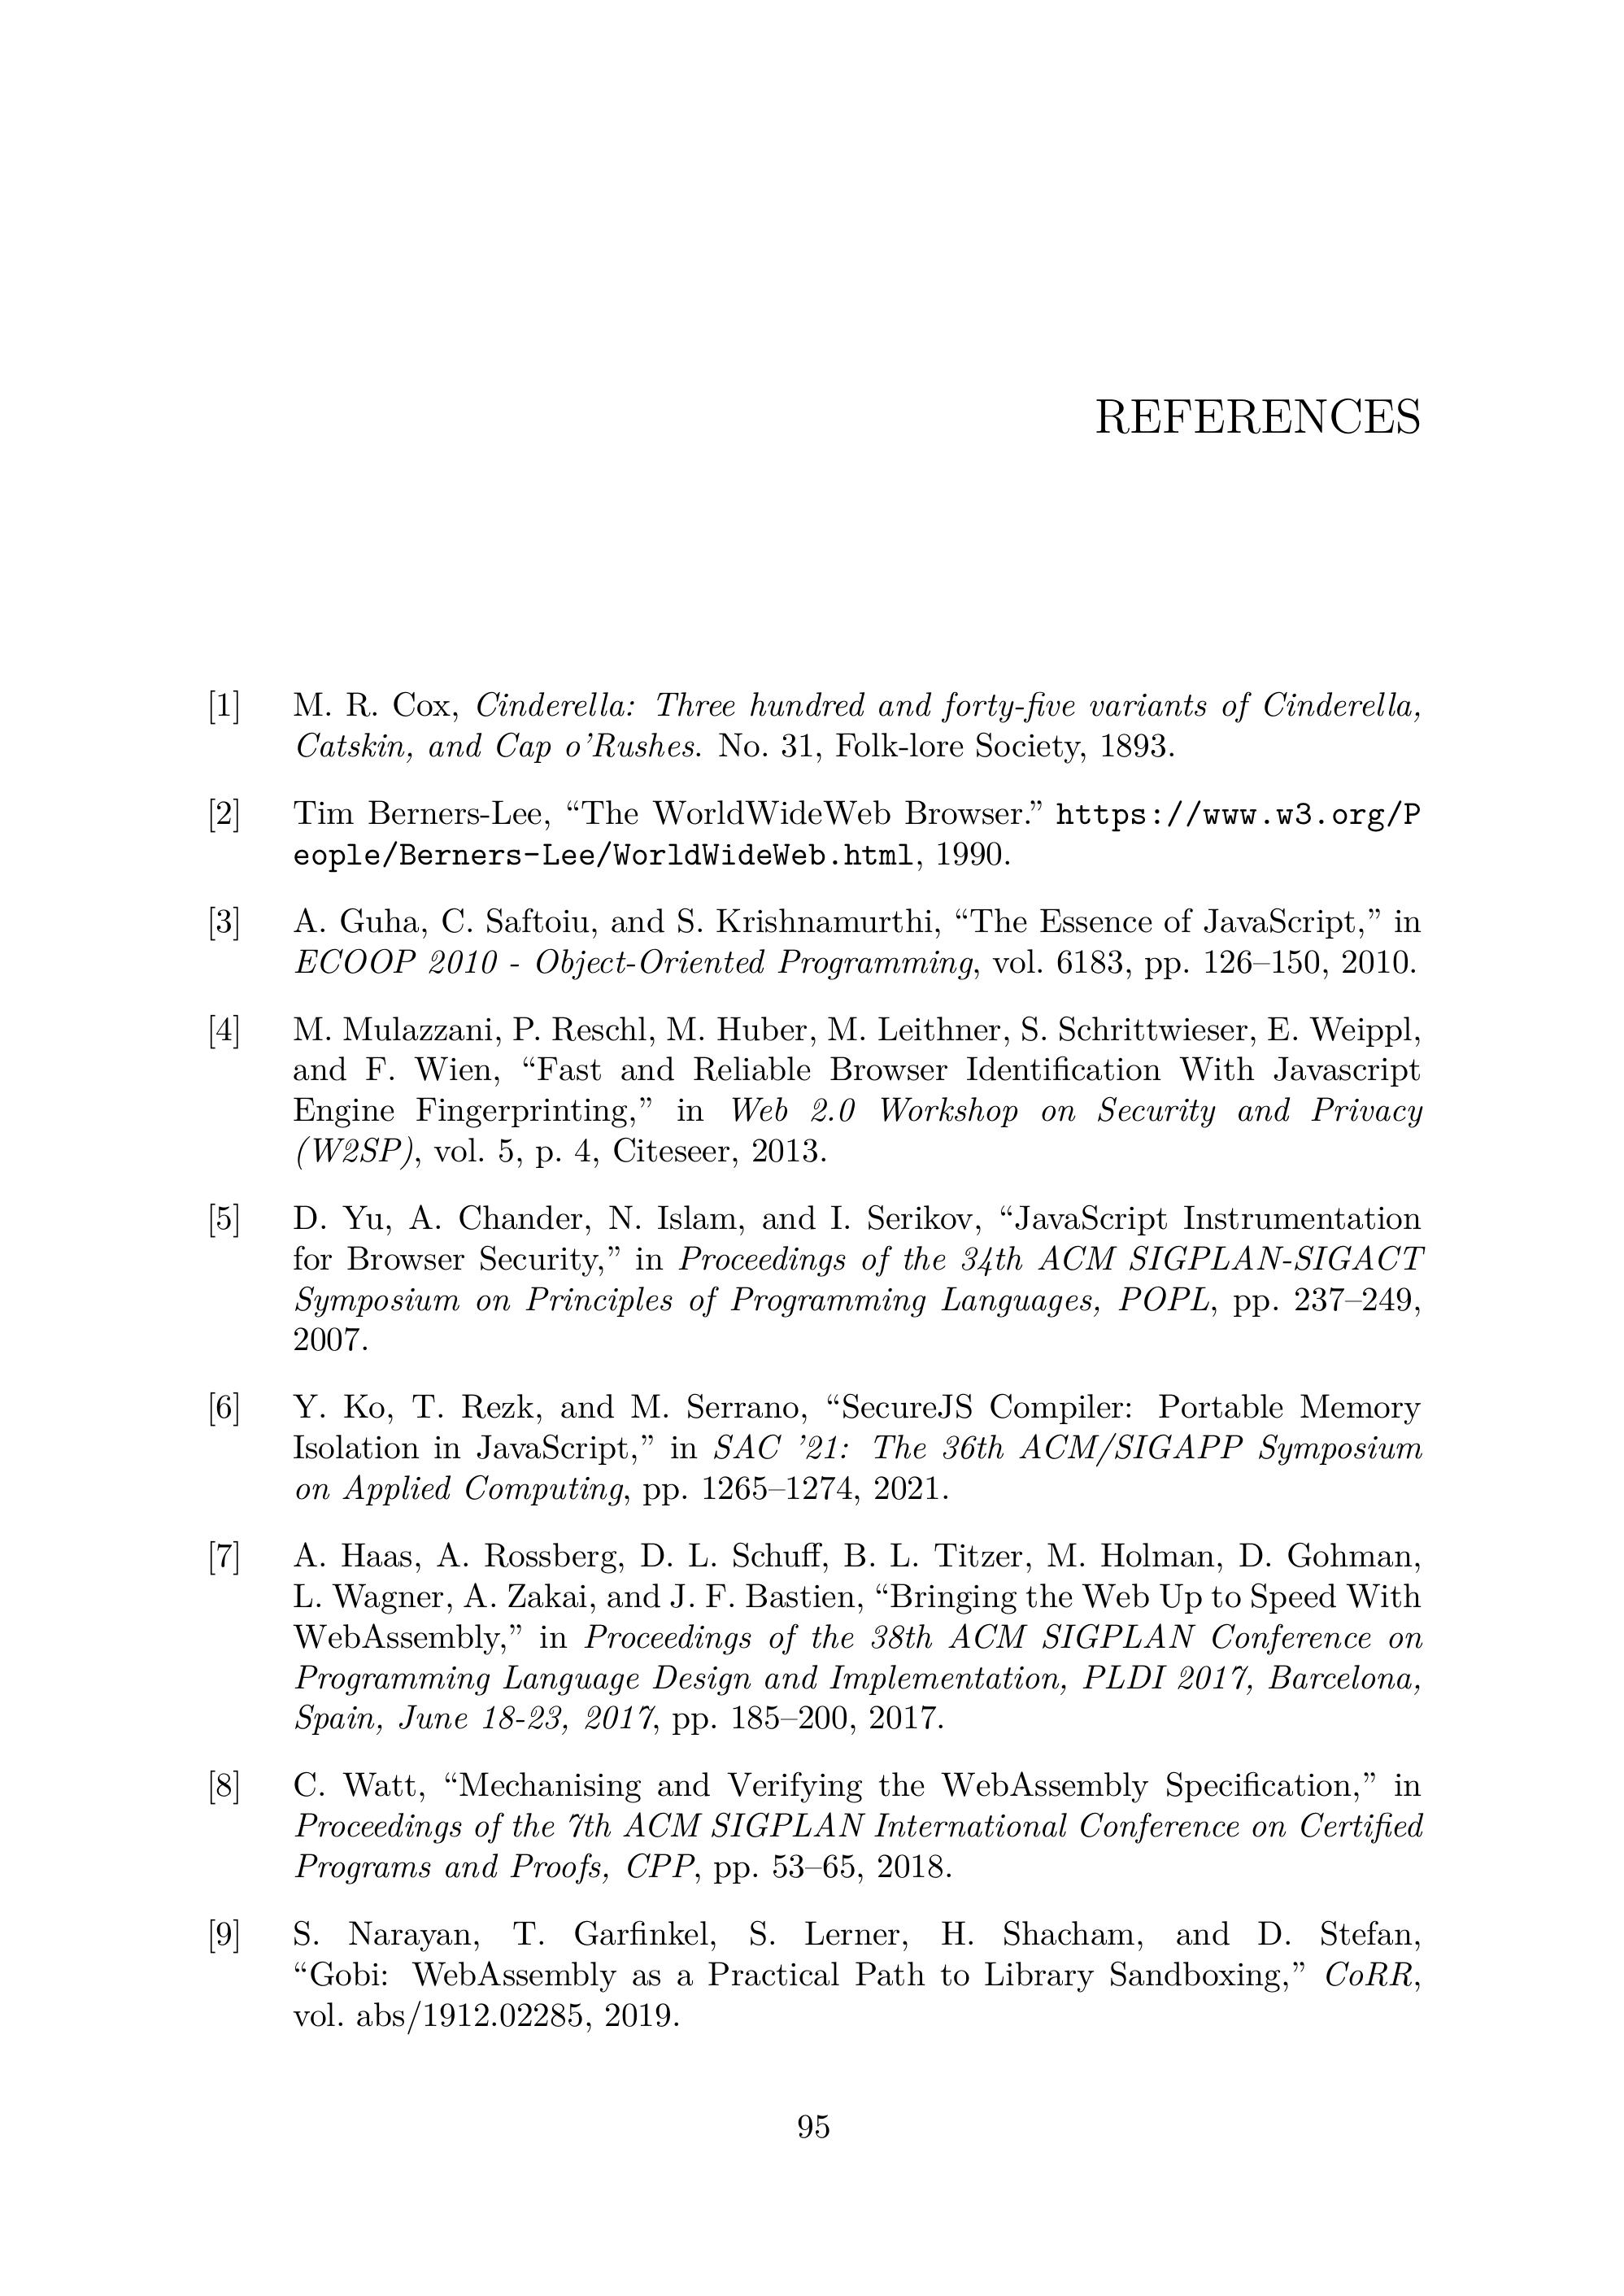 REFERENCES
[1] M. R. Cox, Cinderella: Three hundred and forty-five variants of Cinderella,
Catskin, and Cap o’Rushes. No. 31, Folk-lore Society, 1893.
[2] Tim Berners-Lee, “The WorldWideWeb Browser.” https://www.w3.org/P
eople/Berners-Lee/WorldWideWeb.html, 1990.
[3] A. Guha, C. Saftoiu, and S. Krishnamurthi, “The Essence of JavaScript,” in
ECOOP 2010 - Object-Oriented Programming, vol. 6183, pp. 126–150, 2010.
[4] M. Mulazzani, P. Reschl, M. Huber, M. Leithner, S. Schrittwieser, E. Weippl,
and F. Wien, “Fast and Reliable Browser Identification With Javascript
Engine Fingerprinting,” in Web 2.0 Workshop on Security and Privacy
(W2SP), vol. 5, p. 4, Citeseer, 2013.
[5] D. Yu, A. Chander, N. Islam, and I. Serikov, “JavaScript Instrumentation
for Browser Security,” in Proceedings of the 34th ACM SIGPLAN-SIGACT
Symposium on Principles of Programming Languages, POPL, pp. 237–249,
2007.
[6] Y. Ko, T. Rezk, and M. Serrano, “SecureJS Compiler: Portable Memory
Isolation in JavaScript,” in SAC ’21: The 36th ACM/SIGAPP Symposium
on Applied Computing, pp. 1265–1274, 2021.
[7] A. Haas, A. Rossberg, D. L. Schuff, B. L. Titzer, M. Holman, D. Gohman,
L. Wagner, A. Zakai, and J. F. Bastien, “Bringing the Web Up to Speed With
WebAssembly,” in Proceedings of the 38th ACM SIGPLAN Conference on
Programming Language Design and Implementation, PLDI 2017, Barcelona,
Spain, June 18-23, 2017, pp. 185–200, 2017.
[8] C. Watt, “Mechanising and Verifying the WebAssembly Specification,” in
Proceedings of the 7th ACM SIGPLAN International Conference on Certified
Programs and Proofs, CPP, pp. 53–65, 2018.
[9] S. Narayan, T. Garfinkel, S. Lerner, H. Shacham, and D. Stefan,
“Gobi: WebAssembly as a Practical Path to Library Sandboxing,” CoRR,
vol. abs/1912.02285, 2019.
95